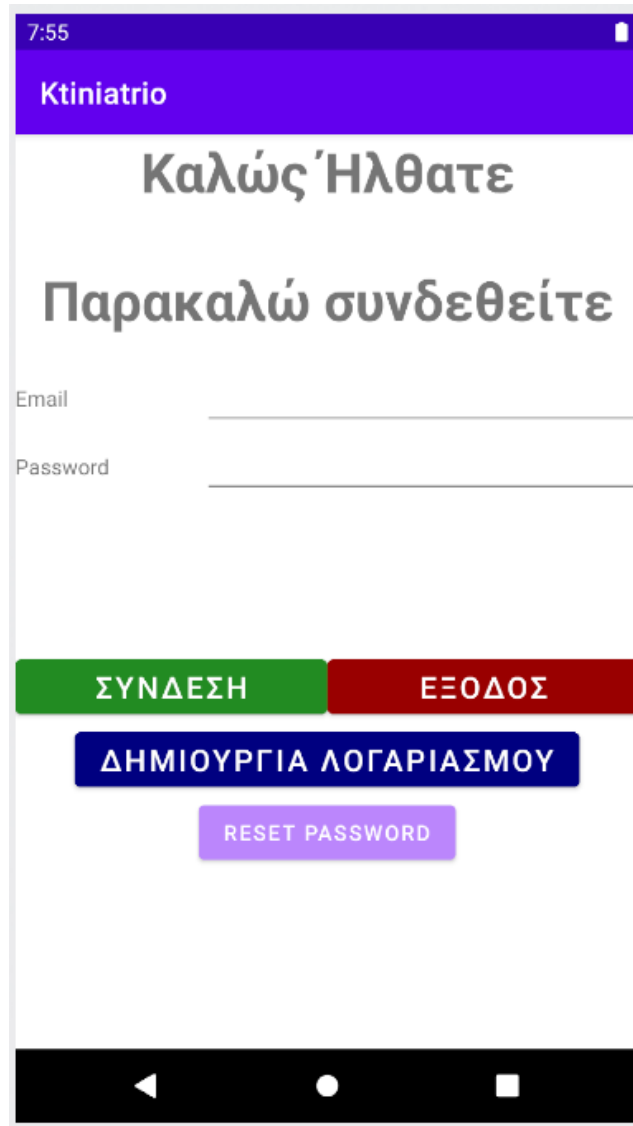 7:55
Ktiniatrio
Καλώς Ήλθατε
Παρακαλώ συνδεθείτε
Email
Password
ΣΥΝΔΕΣΗ ΕΞΟΔΟΣ
ΔΗΜΙΟΥΡΓΙΑ ΛΟΓΑΡΙΑΣΜΟΥ
RESET PASSWORD